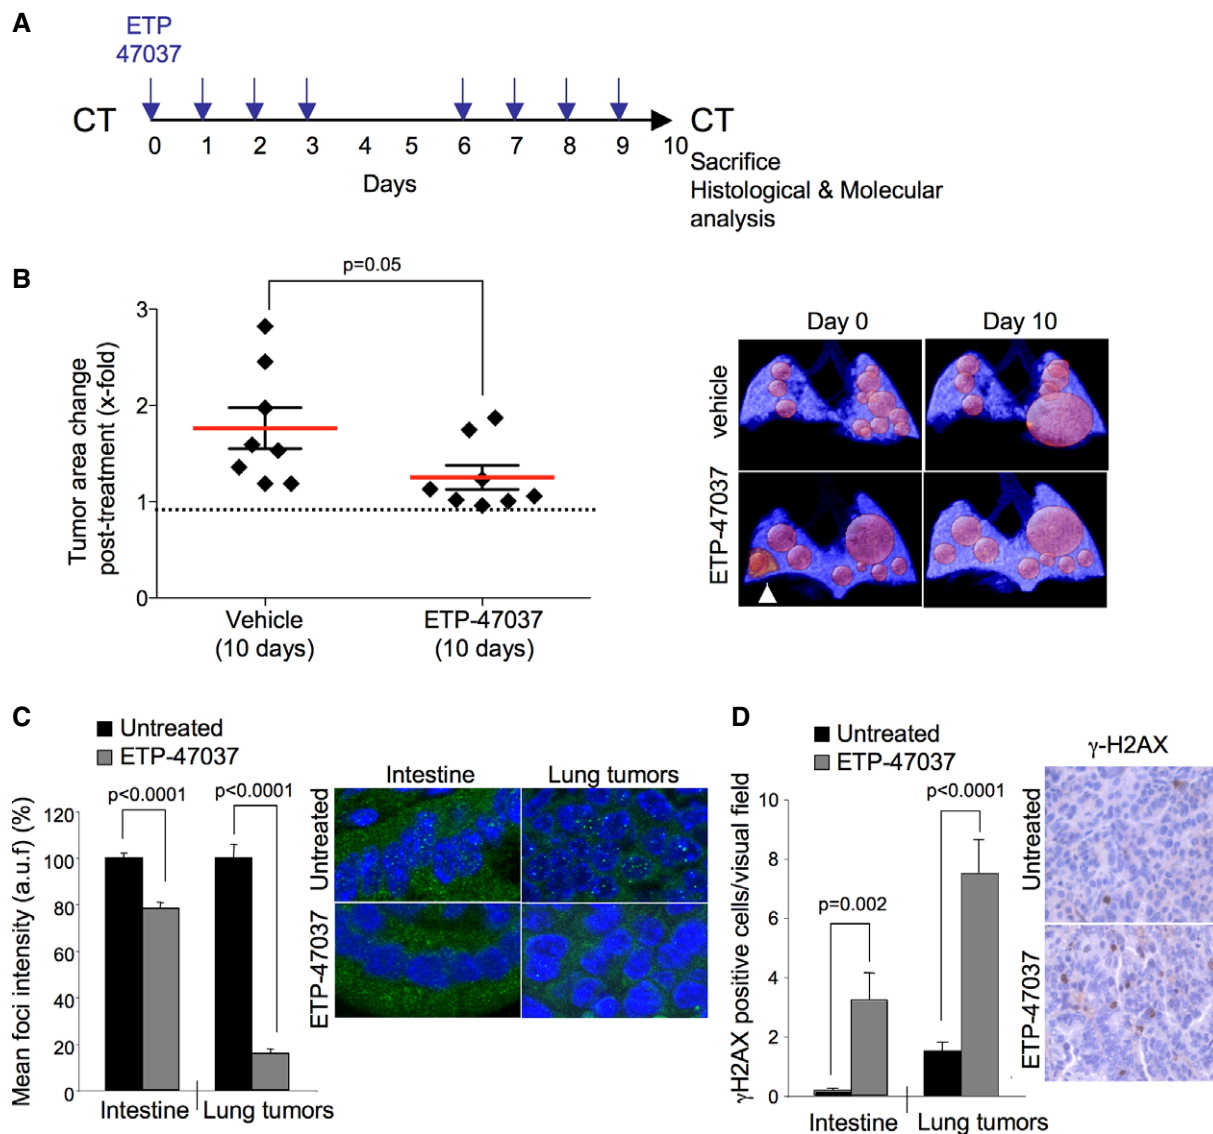 A
ETP
47037
CT
CT
0 1 2 3 4 5 6 7 8 9 10
Days
Sacrifice
Histological & Molecular
analysis
B
p=0.05
3
2
1
0
Tumor area change
post-treatment (x-fold)
Vehicle
(10 days)
ETP-47037
(10 days)
Day 0 Day 10
vehicle
ETP-47037
C
Untreated
ETP-47037
p<0.0001 p<0.0001
Mean foci intensity (a.u.f) (%)
120
100
80
60
40
20
0
Intestine Lung tumors
Intestine Lung tumors
Untreated
ETP-47037
D
Untreated
ETP-47037
p<0.0001
p=0.002
γH2AX positive cells/visual field
10
8
6
4
2
0
Intestine Lung tumors
γ-H2AX
Untreated
ETP-47037